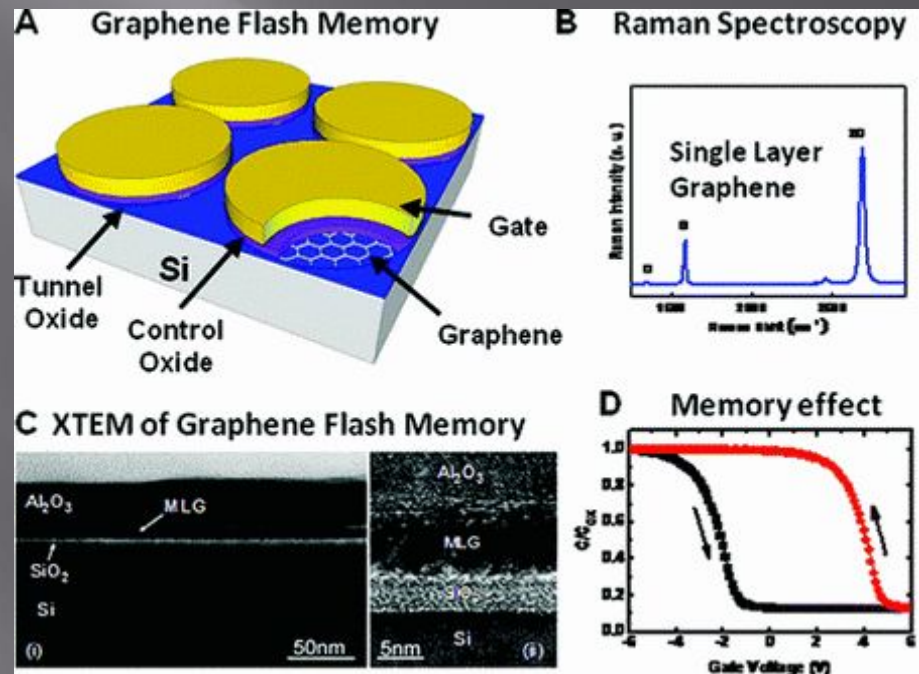 A Graphene Flash Memory
Gate
Graphene
Si
Tunnel
Oxide
Control
Oxide
B Raman Spectroscopy
Single Layer
Graphene
C XTEM of Graphene Flash Memory
Al₂O₃
MLG
SiO₂
Si
(i)
50nm
Al₂O₃
MLG
Si
5nm
(ii)
D Memory effect
C/Cox
1.0
0.8
0.6
0.4
0.2
0.0
-6 -4 -2 0 2 4 6
Gate Voltage (V)